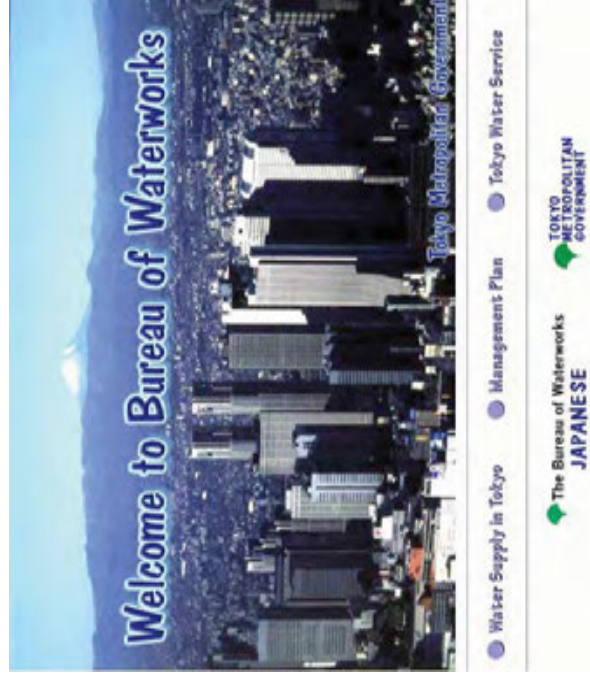 Welcome to Bureau of Waterworks
Tokyo Metropolitan Government
Water Supply in Tokyo
Management Plan
Tokyo Water Service
The Bureau of Waterworks
JAPANESE
TOKYO
METROPOLITAN
GOVERNMENT